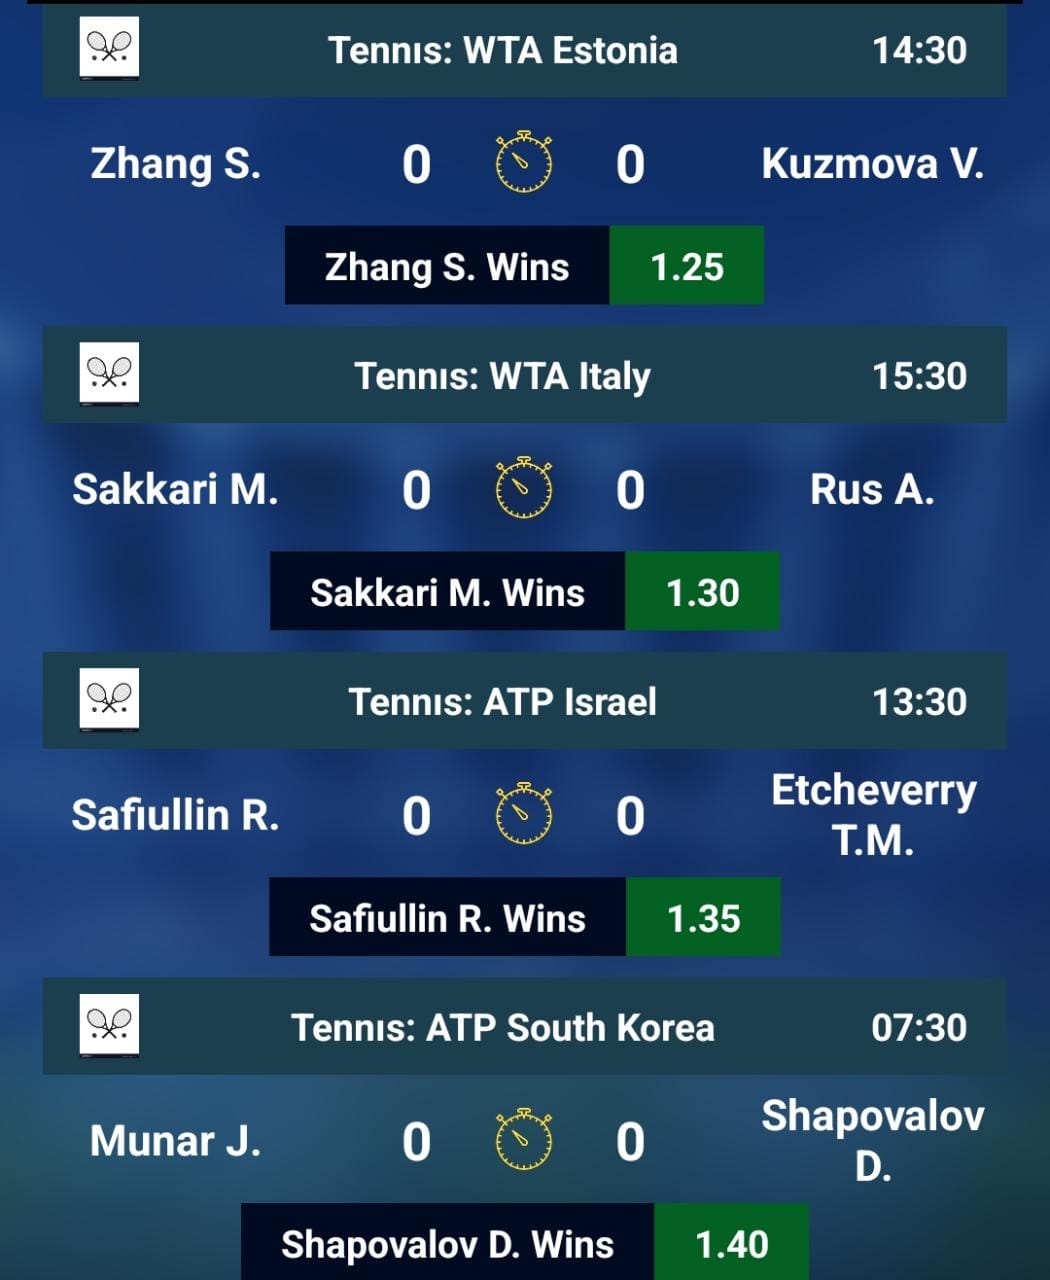 Tennıs: WTA Estonia 14:30
Zhang S. 0 0 Kuzmova V.
Zhang S. Wins 1.25
Tennıs: WTA Italy 15:30
Sakkari M. 0 0 Rus A.
Sakkari M. Wins 1.30
Tennıs: ATP Israel 13:30
Safıullin R. 0 0 Etcheverry
T.M.
Safıullin R. Wins 1.35
Tennıs: ATP South Korea 07:30
Munar J. 0 0 Shapovalov
D.
Shapovalov D. Wins 1.40